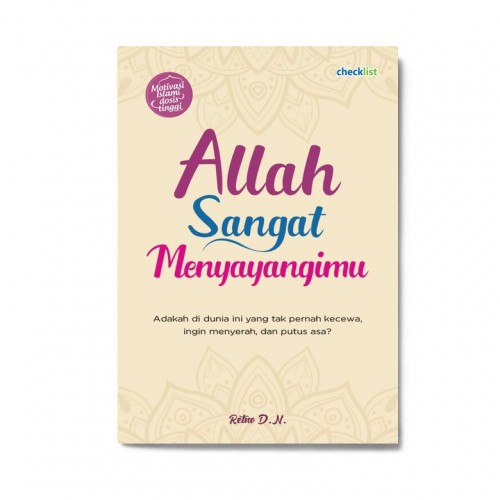 checklist
Motivasi
Islami
dosis
tinggi
Allah
Sangat
Menyayangimu
Adakah di dunia ini yang tak pernah kecewa,
ingin menyerah, dan putus asa?
Retno D.N.